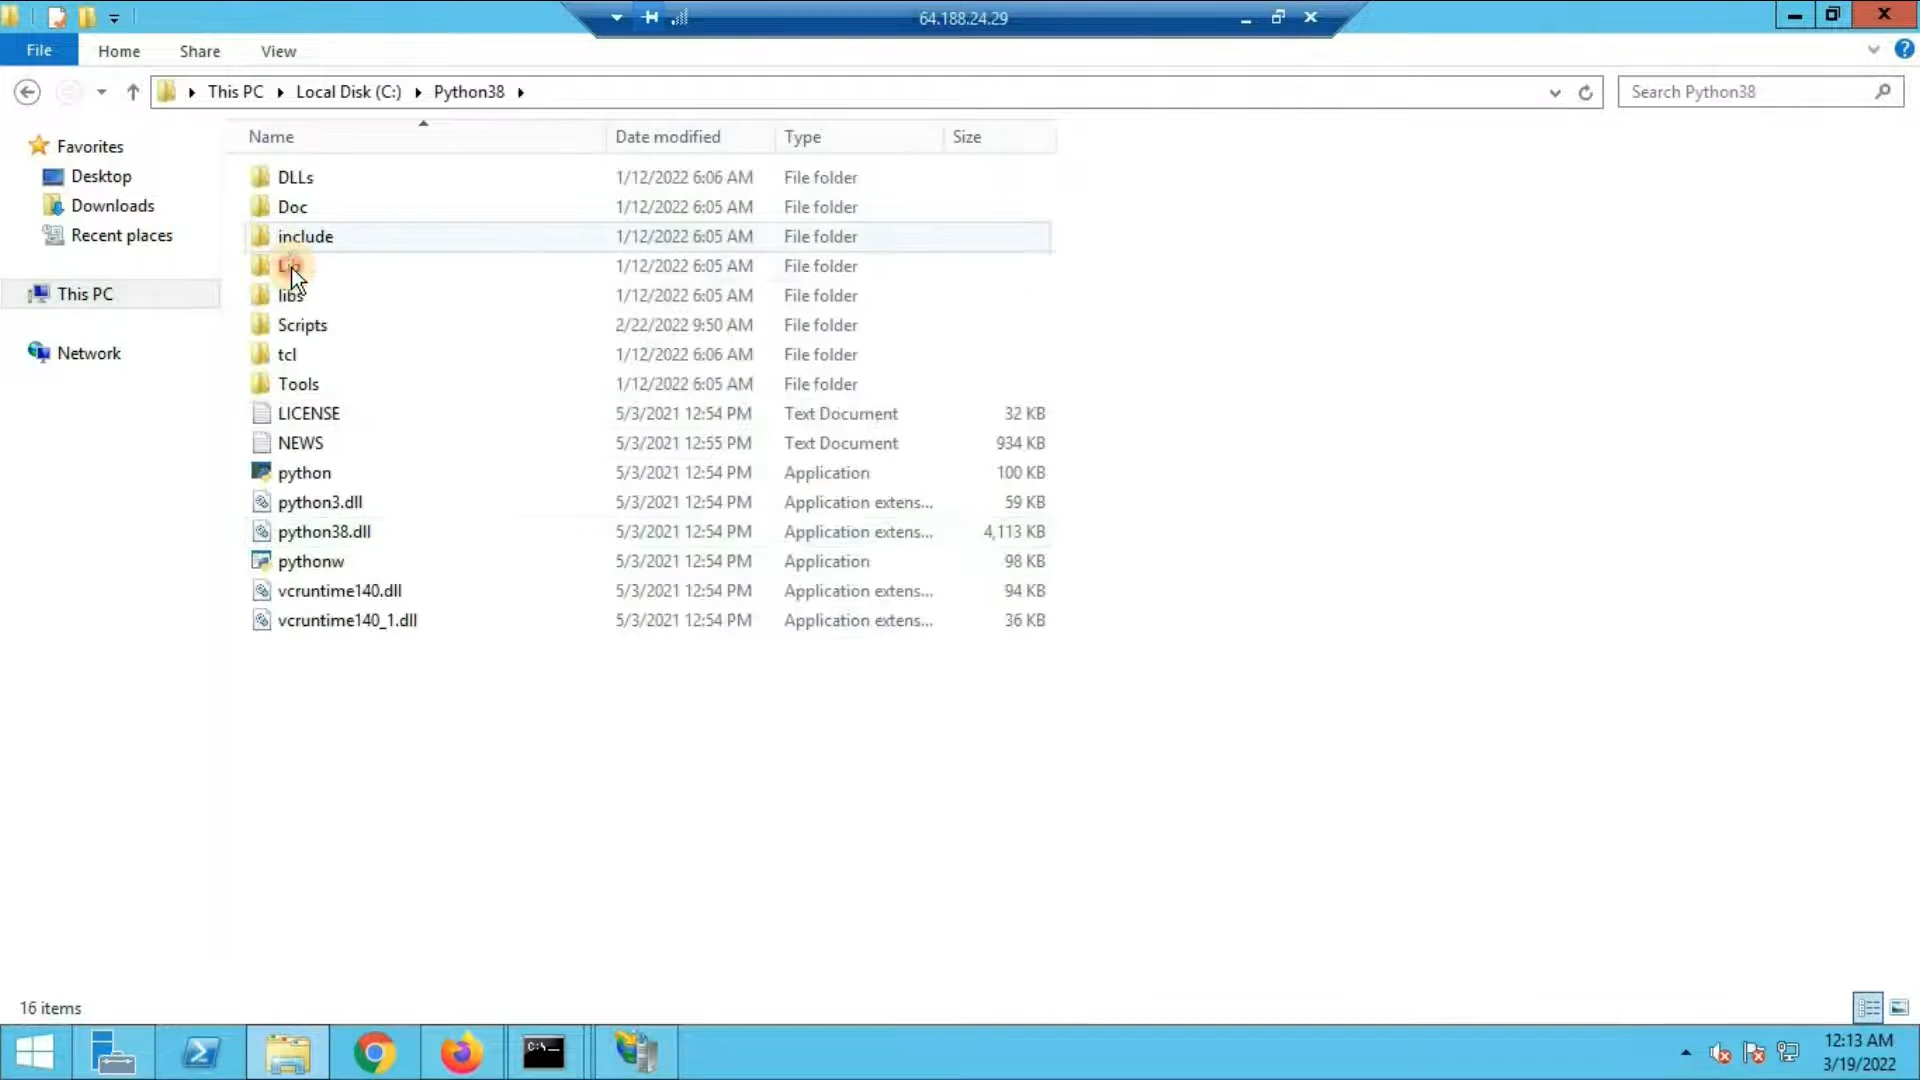 64.188.24.29
File Home Share View
This PC Local Disk (C:) Python38 Search Python38
Favorites
Desktop
Downloads
Recent places
This PC
Network
Name Date modified Type Size
DLLs 1/12/2022 6:06 AM File folder
Doc 1/12/2022 6:05 AM File folder
include 1/12/2022 6:05 AM File folder
Lib 1/12/2022 6:05 AM File folder
libs 1/12/2022 6:05 AM File folder
Scripts 2/22/2022 9:50 AM File folder
tcl 1/12/2022 6:06 AM File folder
Tools 1/12/2022 6:05 AM File folder
LICENSE 5/3/2021 12:54 PM Text Document 32 KB
NEWS 5/3/2021 12:55 PM Text Document 934 KB
python 5/3/2021 12:54 PM Application 100 KB
python3.dll 5/3/2021 12:54 PM Application extens... 59 KB
python38.dll 5/3/2021 12:54 PM Application extens... 4,113 KB
pythonw 5/3/2021 12:54 PM Application 98 KB
vcruntime140.dll 5/3/2021 12:54 PM Application extens... 94 KB
vcruntime140_1.dll 5/3/2021 12:54 PM Application extens... 36 KB
16 items
C:\_
12:13 AM
3/19/2022